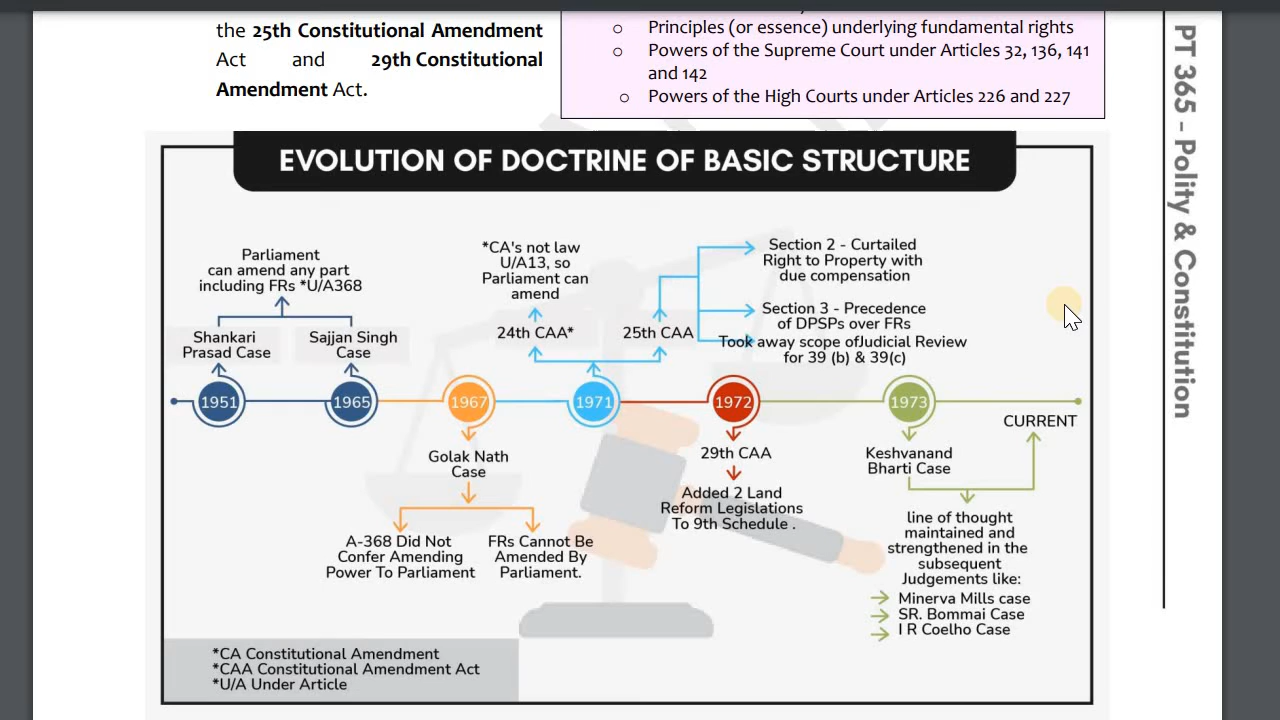 the 25th Constitutional Amendment
Act and 29th Constitutional
Amendment Act.
o Principles (or essence) underlying fundamental rights
o Powers of the Supreme Court under Articles 32, 136, 141
and 142
o Powers of the High Courts under Articles 226 and 227
PT 365 - Polity & Constitution
EVOLUTION OF DOCTRINE OF BASIC STRUCTURE
Parliament
can amend any part
including FRs *U/A368
Shankari
Prasad Case
Sajjan Singh
Case
*CA's not law
U/A13, so
Parliament can
amend
24th CAA*
25th CAA
Section 2 - Curtailed
Right to Property with
due compensation
Section 3 - Precedence
of DPSPs over FRs
Took away scope ofJudicial Review
for 39 (b) & 39(c)
1951
1965
1967
1971
1972
1973
CURRENT
Golak Nath
Case
A-368 Did Not
Confer Amending
Power To Parliament
FRs Cannot Be
Amended By
Parliament.
29th CAA
Added 2 Land
Reform Legislations
To 9th Schedule .
Keshvanand
Bharti Case
line of thought
maintained and
strengthened in the
subsequent
Judgements like:
Minerva Mills case
SR. Bommai Case
I R Coelho Case
*CA Constitutional Amendment
*CAA Constitutional Amendment Act
*U/A Under Article